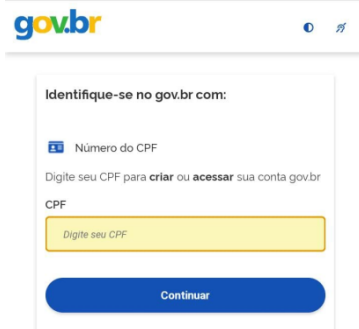 gov.br
Identifique-se no gov.br com:
Número do CPF
Digite seu CPF para criar ou acessar sua conta gov.br
CPF
Digite seu CPF
Continuar